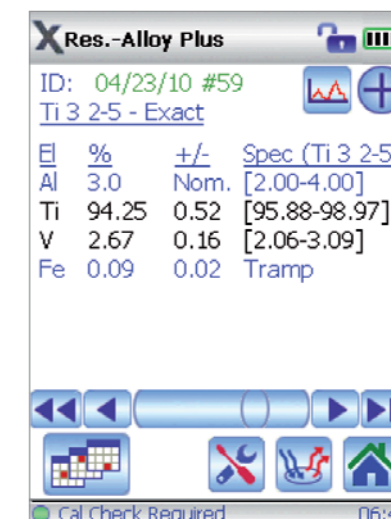 XRes.-Alloy Plus
ID: 04/23/10 #59
Ti 3 2-5 - Exact
El % +/- Spec (Ti 3 2-5
Al 3.0 Nom. [2.00-4.00]
Ti 94.25 0.52 [95.88-98.97]
V 2.67 0.16 [2.06-3.09]
Fe 0.09 0.02 Tramp
Cal Check Required 06: